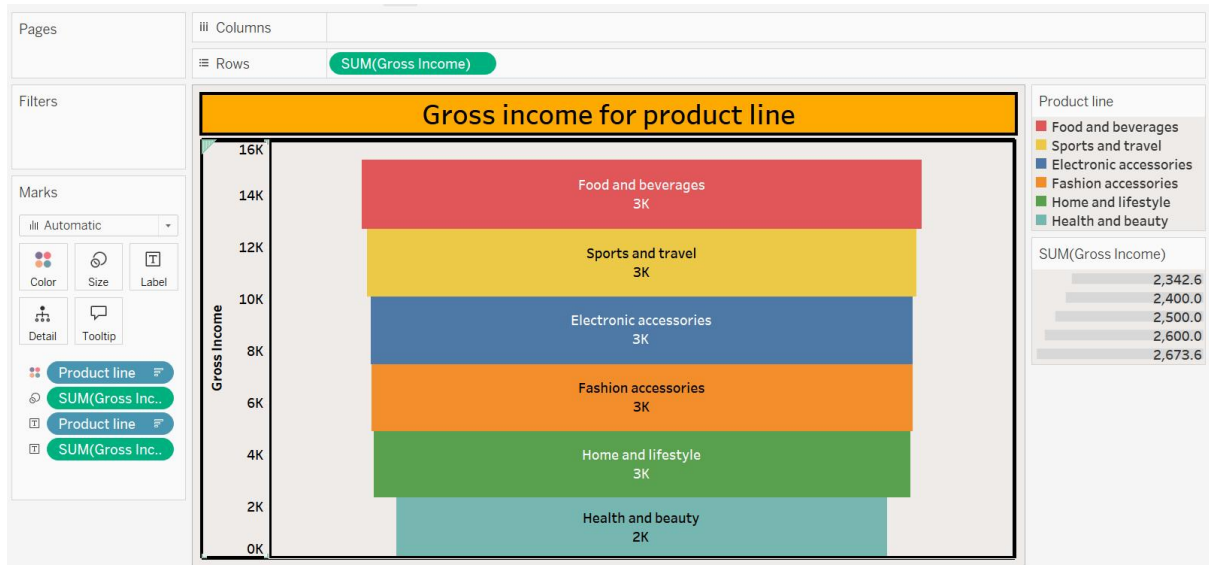 Pages
iii Columns
Rows
SUM(Gross Income)
Filters
Marks
Automatic
Color
Size
T
Label
Detail
Tooltip
Product line
SUM(Gross Inc..
T
Product line
T
SUM(Gross Inc..
Gross income for product line
Gross Income
16K
14K
12K
10K
8K
6K
4K
2K
0K
Food and beverages
3K
Sports and travel
3K
Electronic accessories
3K
Fashion accessories
3K
Home and lifestyle
3K
Health and beauty
2K
Product line
Food and beverages
Sports and travel
Electronic accessories
Fashion accessories
Home and lifestyle
Health and beauty
SUM(Gross Income)
2,342.6
2,400.0
2,500.0
2,600.0
2,673.6